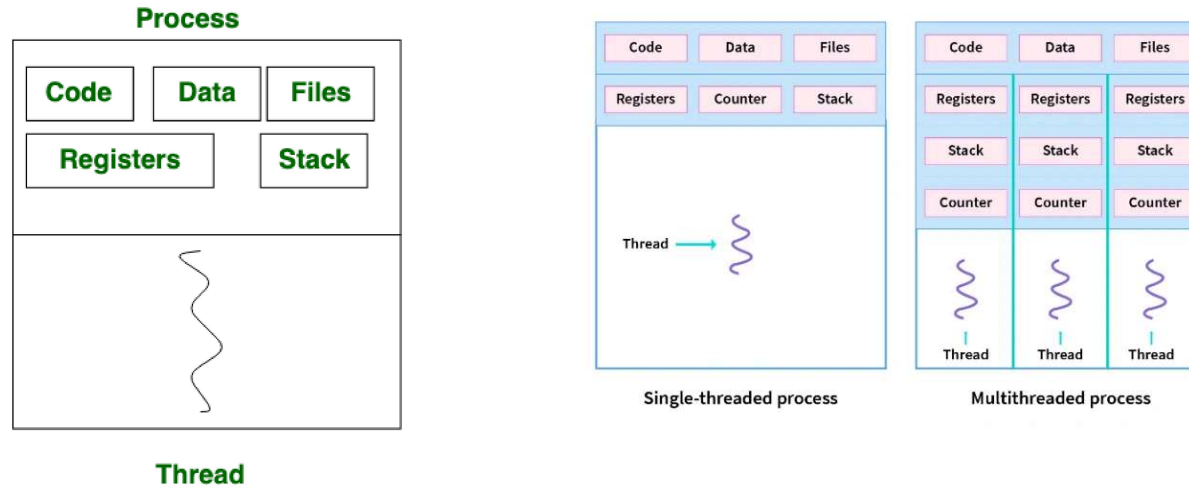 Process
Code Data Files
Registers Stack
Thread
Code Data Files
Registers Counter Stack
Thread
Single-threaded process
Code Data Files
Registers Registers Registers
Stack Stack Stack
Counter Counter Counter
Thread Thread Thread
Multithreaded process